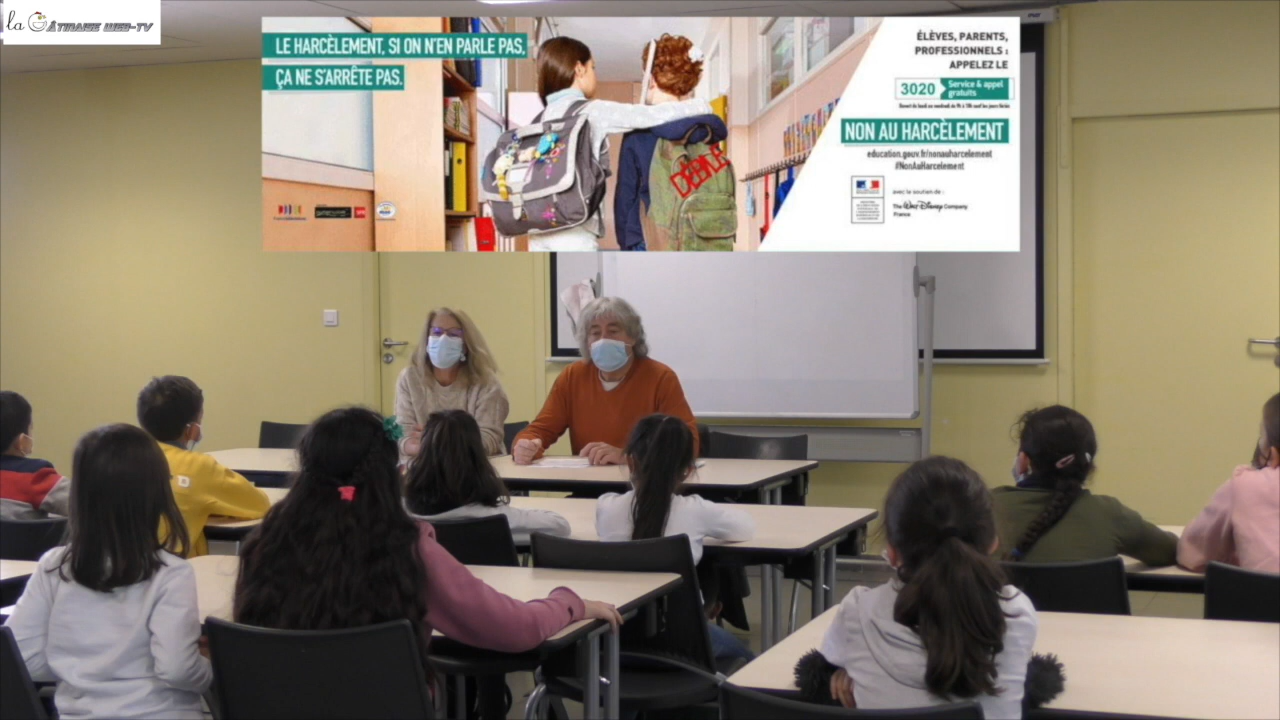 la Gâtinaise WEB-TV
LE HARCÈLEMENT, SI ON N'EN PARLE PAS,
ÇA NE S'ARRÊTE PAS.
DÉBILE
ÉLÈVES, PARENTS,
PROFESSIONNELS :
APPELEZ LE
3020 Service & appel
gratuits
NON AU HARCÈLEMENT
education.gouv.fr/nonauharcelement
#NonAuHarcelement
avec le soutien de :
The Walt Disney Company
France